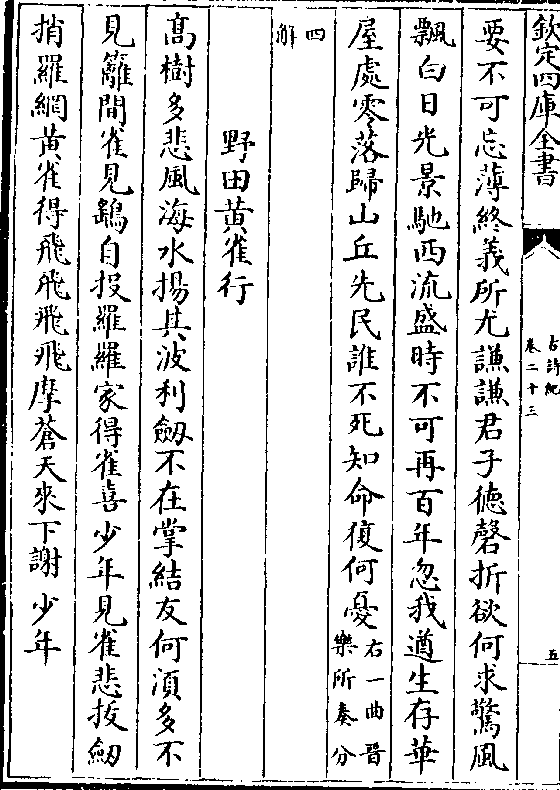 欽定四庫全書
古詩紀
卷二十三
五
要不可忘薄終義所尤謙謙君子德磬折欲何求驚風
飄白日光景馳西流盛時不可再百年忽我遒生存華
屋處零落歸山丘先民誰不死知命復何憂右一曲晉
樂所奏分
四
解
野田黄雀行
高樹多悲風海水揚其波利劒不在掌結友何須多不
見籬間雀見鷂自投羅羅家得雀喜少年見雀悲拔劒
捎羅網黄雀得飛飛飛飛摩蒼天來下謝少年